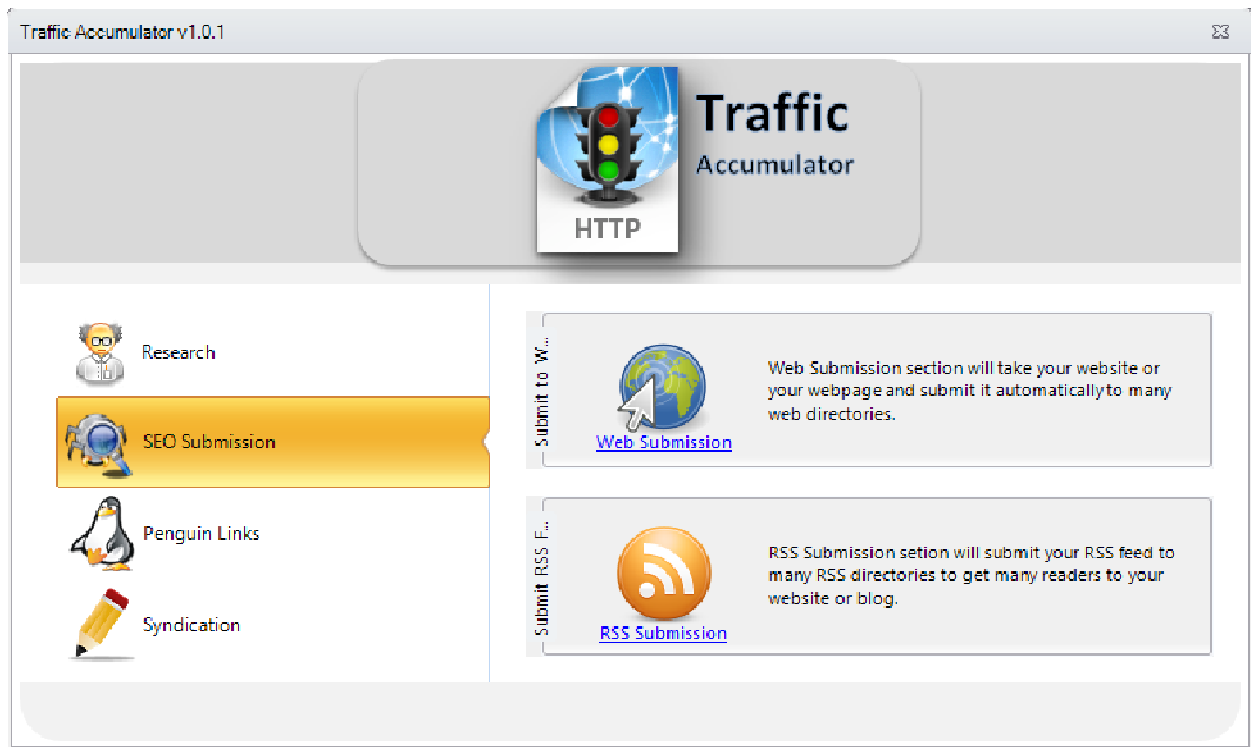 Traffic Accumulator v1.0.1
Traffic
Accumulator
HTTP
Research
SEO Submission
Penguin Links
Syndication
Submit to W...
Web Submission
Web Submission section will take your website or
your webpage and submit it automatically to many
web directories.
Submit RSS F...
RSS Submission
RSS Submission setion will submit your RSS feed to
many RSS directories to get many readers to your
website or blog.